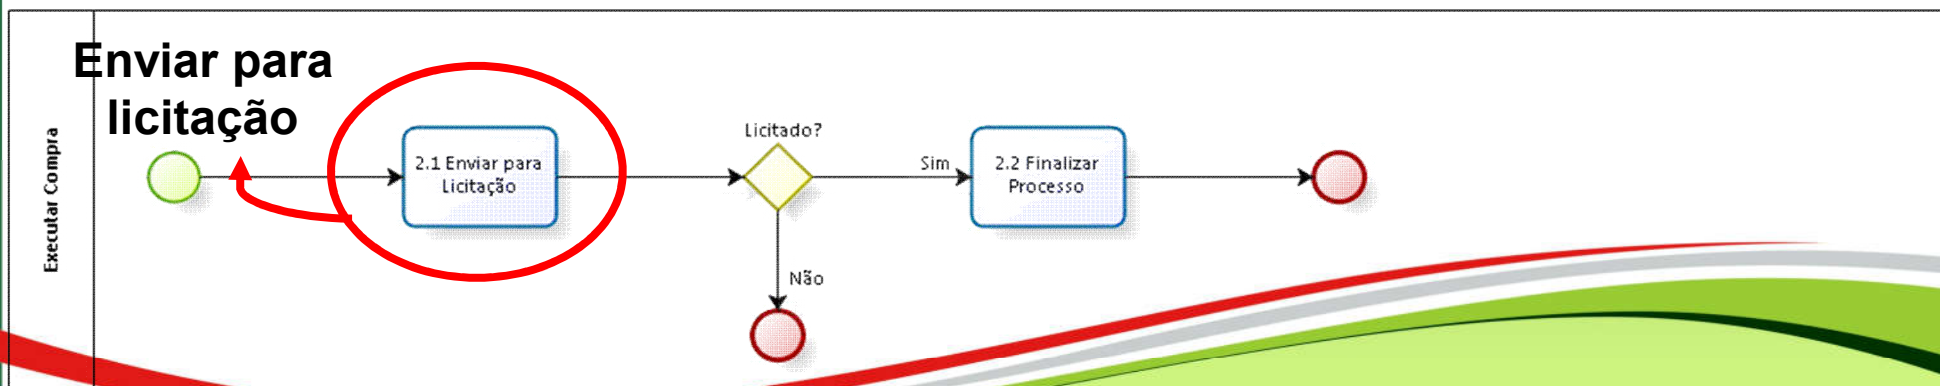 Enviar para
licitação
Executar Compra
2.1 Enviar para
Licitação
Licitado?
Sim
2.2 Finalizar
Processo
Não